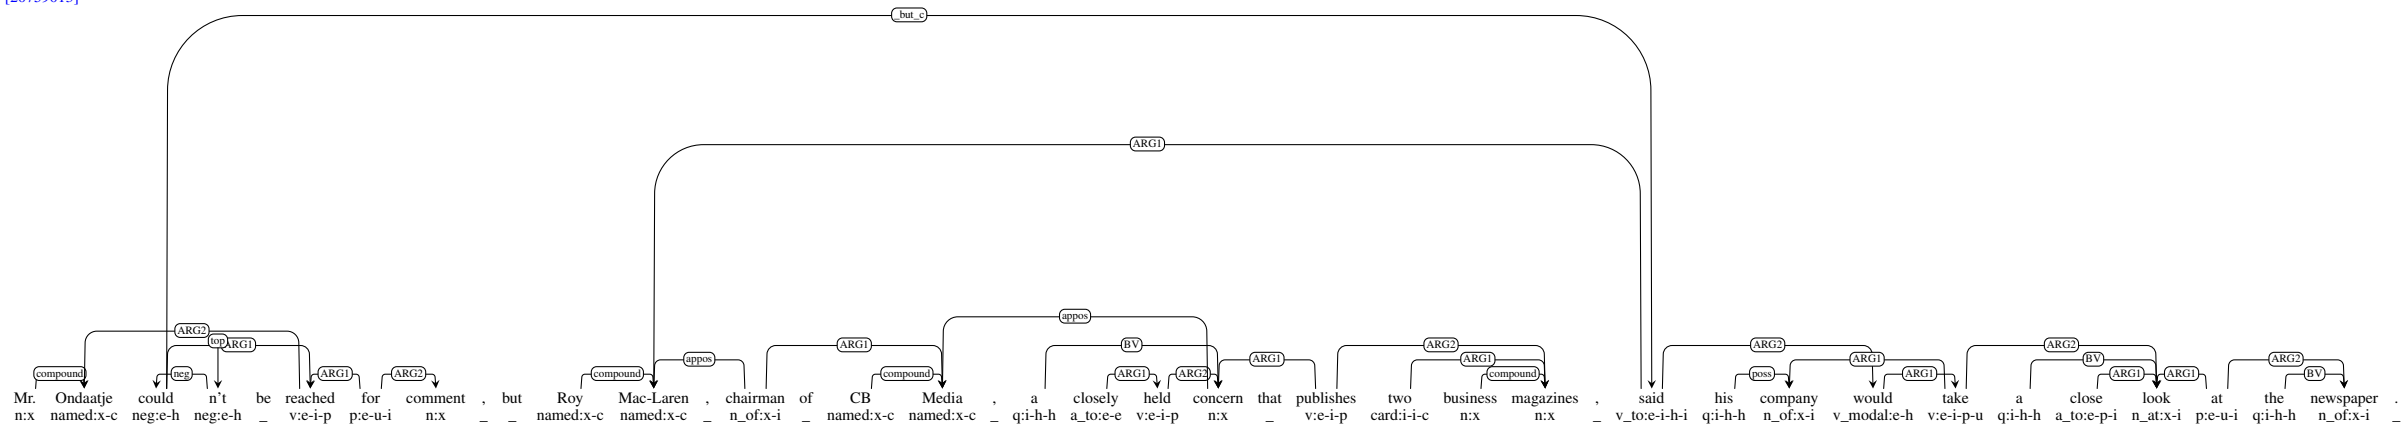 _but_c
ARG1
appos
ARG2 top ARG1 ARG1 BV ARG2 ARG2 ARG2
appos ARG1 ARG1 ARG1 BV ARG2
compound neg ARG1 ARG2 compound compound ARG1 ARG2 compound poss ARG1 ARG1 ARG1 BV
Mr. Ondaatje could n't be reached for comment , but Roy Mac-Laren , chairman of CB Media , a closely held concern that publishes two business magazines , said his company would take a close look at the newspaper .
n:x named:x-c neg:e-h neg:e-h _ v:e-i-p p:e-u-i n:x _ _ named:x-c named:x-c _ n_of:x-i _ named:x-c named:x-c _ q:i-h-h a_to:e-e v:e-i-p n:x _ v:e-i-p card:i-i-c n:x n:x _ v_to:e-i-h-i q:i-h-h n_of:x-i v_modal:e-h v:e-i-p-u q:i-h-h a_to:e-p-i n_at:x-i p:e-u-i q:i-h-h n_of:x-i _